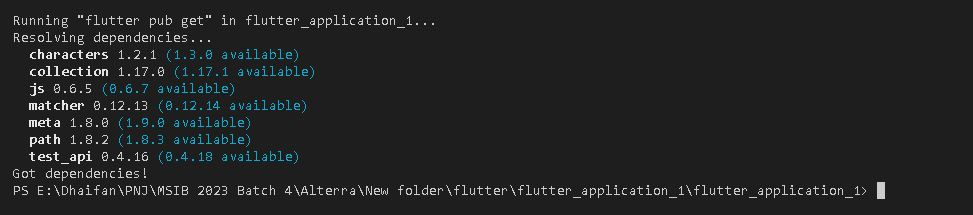 Running "flutter pub get" in flutter_application_1...
Resolving dependencies...
  characters 1.2.1 (1.3.0 available)
  collection 1.17.0 (1.17.1 available)
  js 0.6.5 (0.6.7 available)
  matcher 0.12.13 (0.12.14 available)
  meta 1.8.0 (1.9.0 available)
  path 1.8.2 (1.8.3 available)
  test_api 0.4.16 (0.4.18 available)
Got dependencies!
PS E:\Dhaifan\PNJ\MSIB 2023 Batch 4\Alterra\New folder\flutter\flutter_application_1\flutter_application_1>